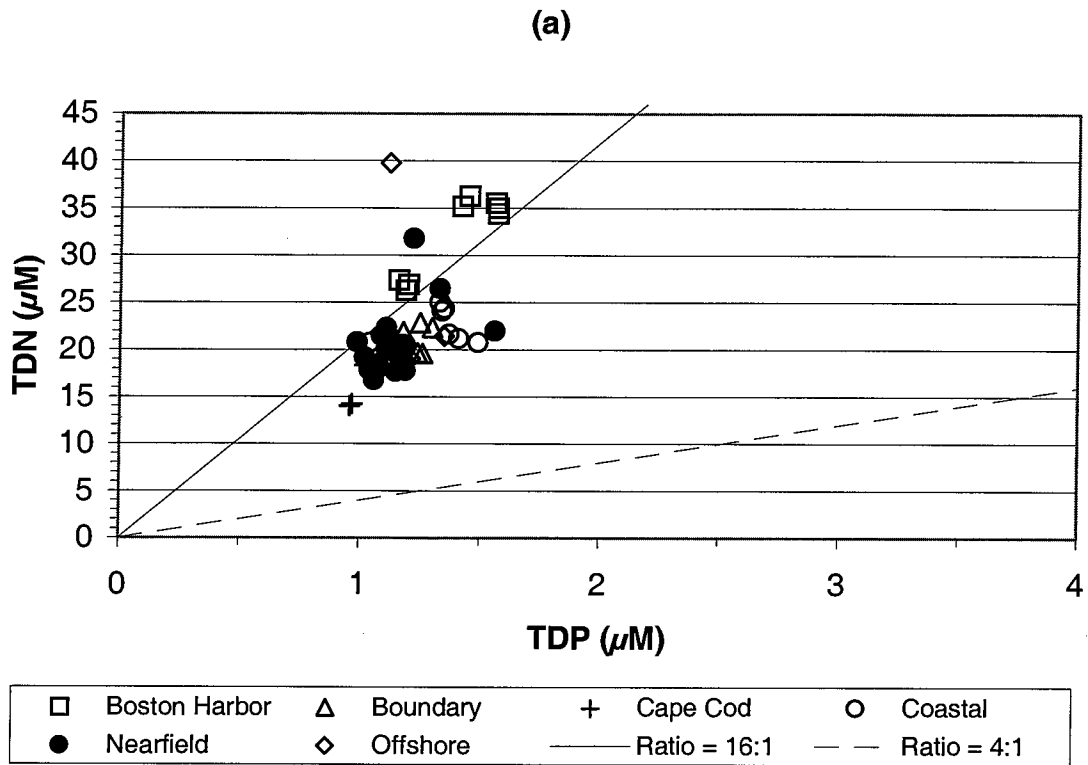 (a)
45
40
35
30
25
20
15
10
5
0
TDN (µM)
0 1 2 3 4
TDP (µM)
Boston Harbor Boundary Cape Cod Coastal
Nearfield Offshore Ratio = 16:1 Ratio = 4:1